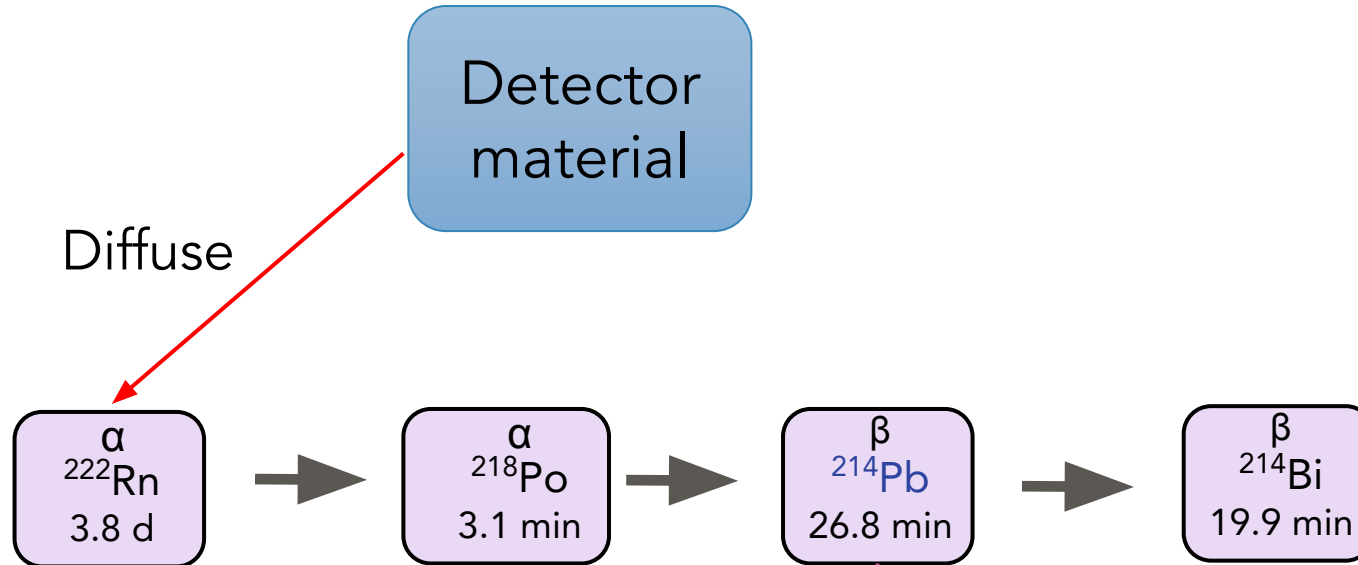 Detector
material
Diffuse
α
²²²Rn
3.8 d
α
²¹⁸Po
3.1 min
β
²¹⁴Pb
26.8 min
β
²¹⁴Bi
19.9 min